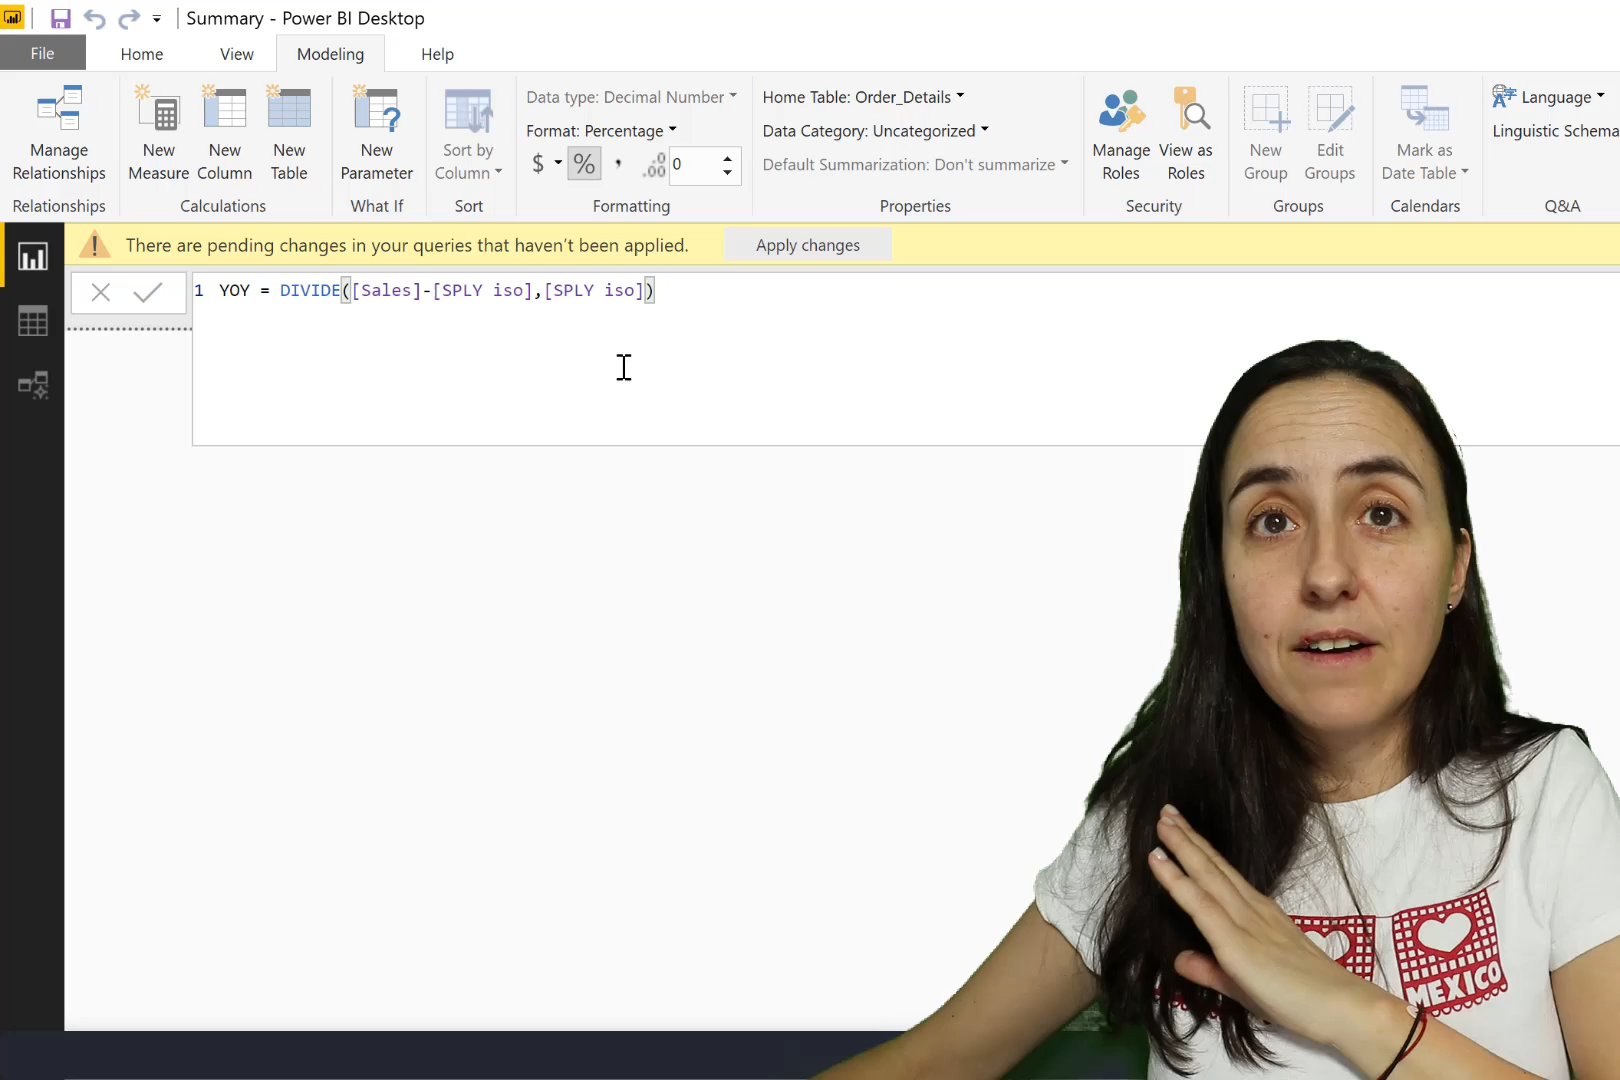 Summary - Power BI Desktop
File Home View Modeling Help
Manage Relationships
New Measure
New Column
New Table
New Parameter
Sort by Column
Data type: Decimal Number
Format: Percentage
$ % , .00 0
Home Table: Order_Details
Data Category: Uncategorized
Default Summarization: Don't summarize
Manage Roles
View as Roles
New Group
Edit Groups
Mark as Date Table
Language
Linguistic Schema
Relationships Calculations What If Sort Formatting Properties Security Groups Calendars Q&A
There are pending changes in your queries that haven't been applied. Apply changes
1 YOY = DIVIDE([Sales]-[SPLY iso],[SPLY iso])
MEXICO